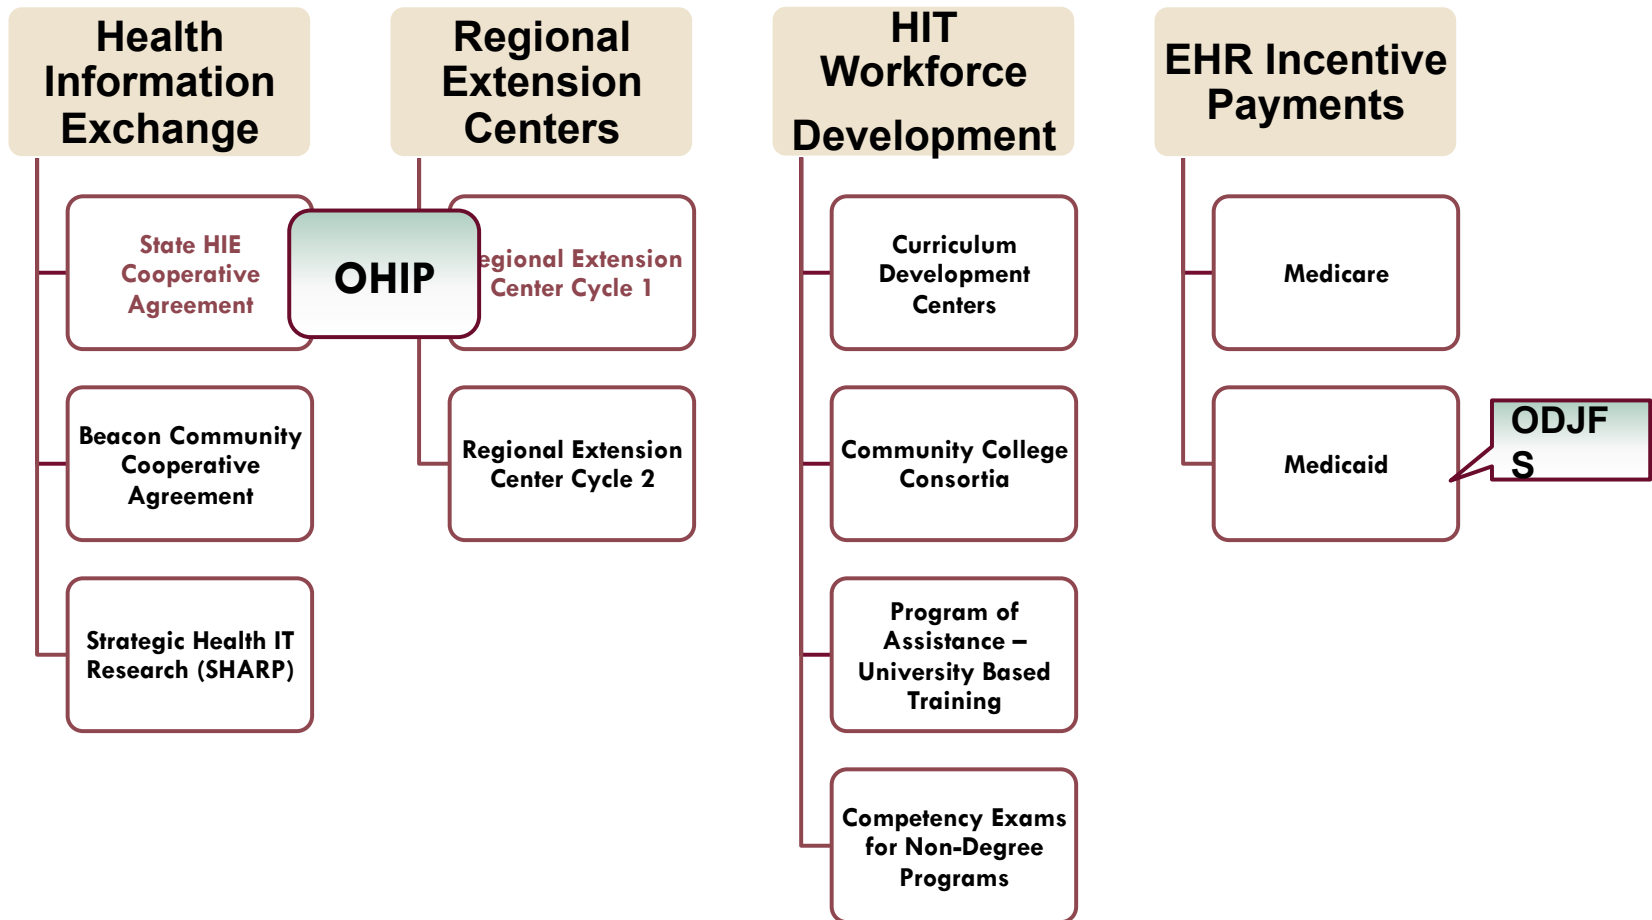 Health
Information
Exchange
State HIE
Cooperative
Agreement
Beacon Community
Cooperative
Agreement
Strategic Health IT
Research (SHARP)
OHIP
Regional
Extension
Centers
egional Extension
Center Cycle 1
Regional Extension
Center Cycle 2
HIT
Workforce
Development
Curriculum
Development
Centers
Community College
Consortia
Program of
Assistance –
University Based
Training
Competency Exams
for Non-Degree
Programs
EHR Incentive
Payments
Medicare
Medicaid
ODJF
S